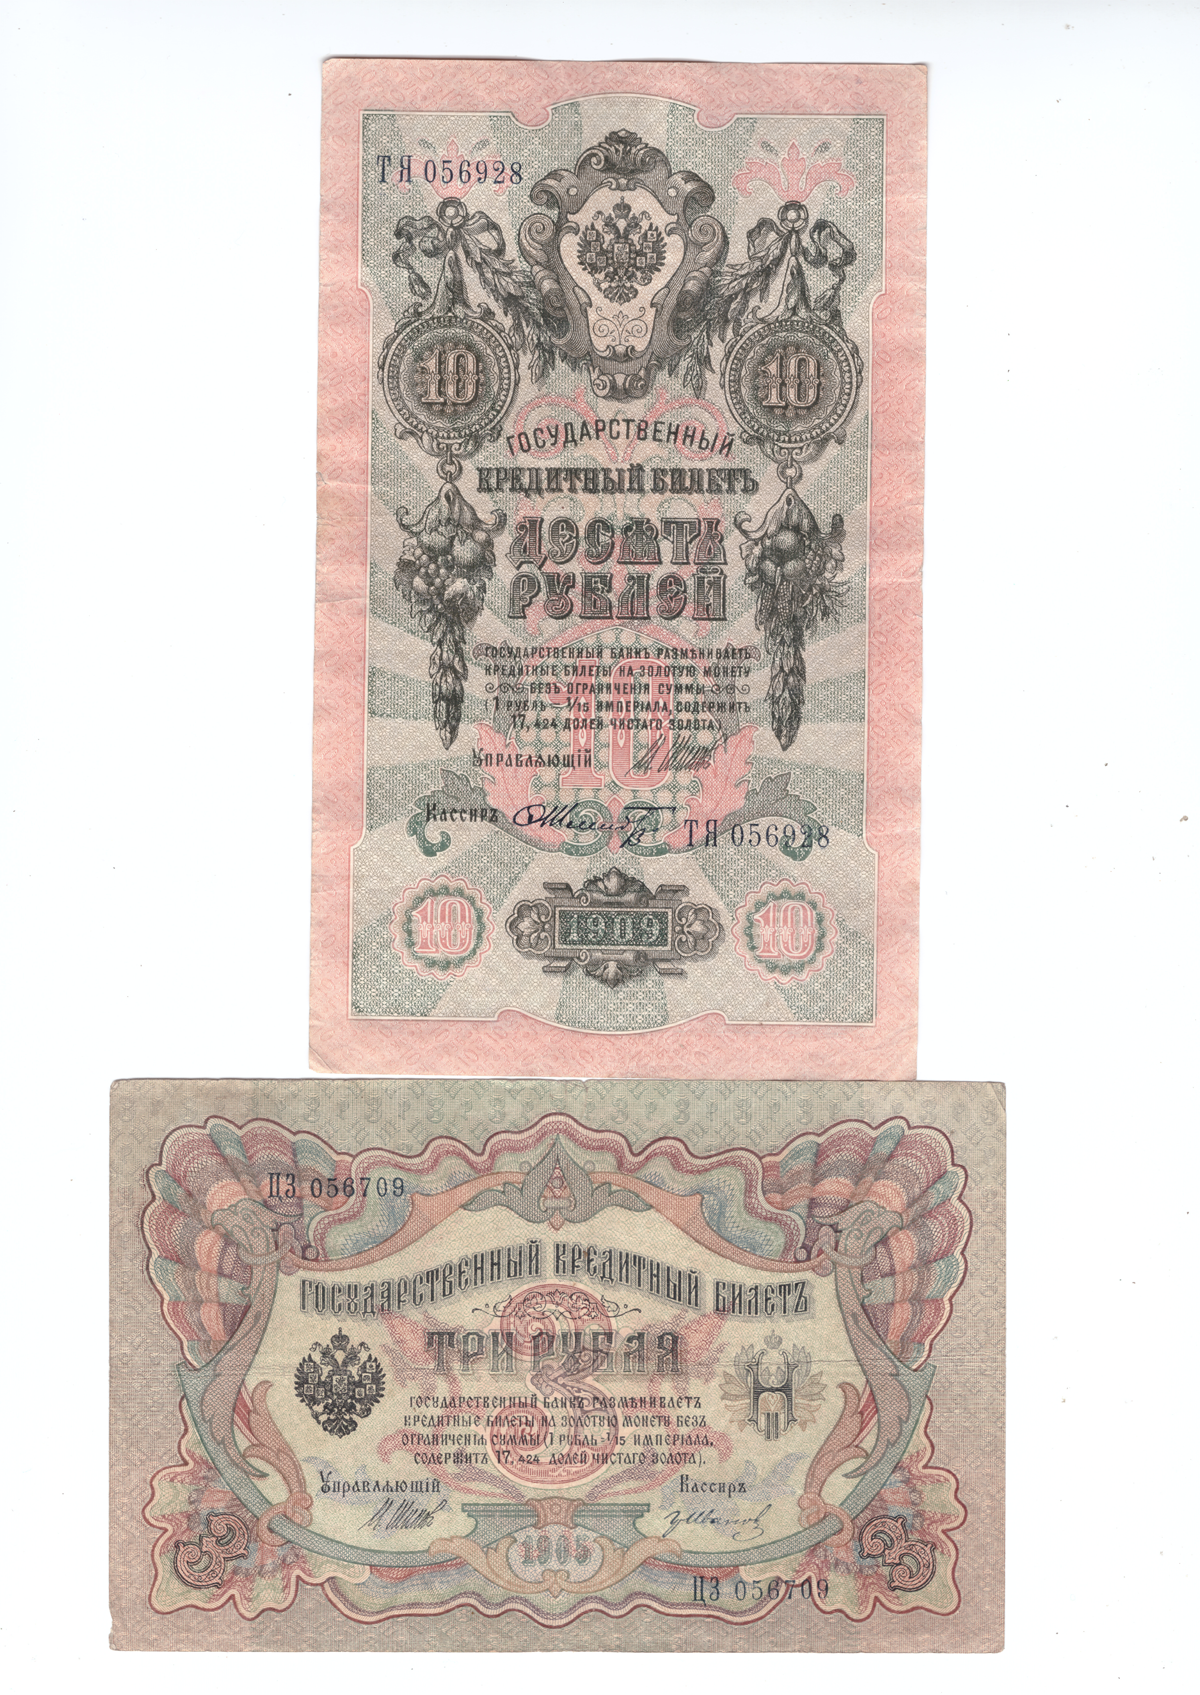 ТЯ 056928
10 10
ГОСУДАРСТВЕННЫЙ
КРЕДИТНЫЙ БИЛЕТЪ
ДЕСЯТЬ
РУБЛЕЙ
ГОСУДАРСТВЕННЫЙ БАНКЪ РАЗМѢНИВАЕТЪ
КРЕДИТНЫЕ БИЛЕТЫ НА ЗОЛОТУЮ МОНЕТУ
БЕЗЪ ОГРАНИЧЕНІЯ СУММЫ
(1 РУБЛЬ = 1/15 ИМПЕРІАЛА, СОДЕРЖИТЪ
17,424 ДОЛЕЙ ЧИСТАГО ЗОЛОТА)
10
УПРАВЛЯЮЩІЙ
КАССИРЪ
ТЯ 056928
10 1909 10
ЦЗ 056709
ГОСУДАРСТВЕННЫЙ КРЕДИТНЫЙ БИЛЕТЪ
3
ТРИ РУБЛЯ
Н
II
ГОСУДАРСТВЕННЫЙ БАНКЪ РАЗМѢНИВАЕТЪ
КРЕДИТНЫЕ БИЛЕТЫ НА ЗОЛОТУЮ МОНЕТУ БЕЗЪ
ОГРАНИЧЕНІЯ СУММЫ (1 РУБЛЬ = 1/15 ИМПЕРІАЛА,
СОДЕРЖИТЪ 17,424 ДОЛЕЙ ЧИСТАГО ЗОЛОТА).
УПРАВЛЯЮЩІЙ КАССИРЪ
3 1905 3
ЦЗ 056709